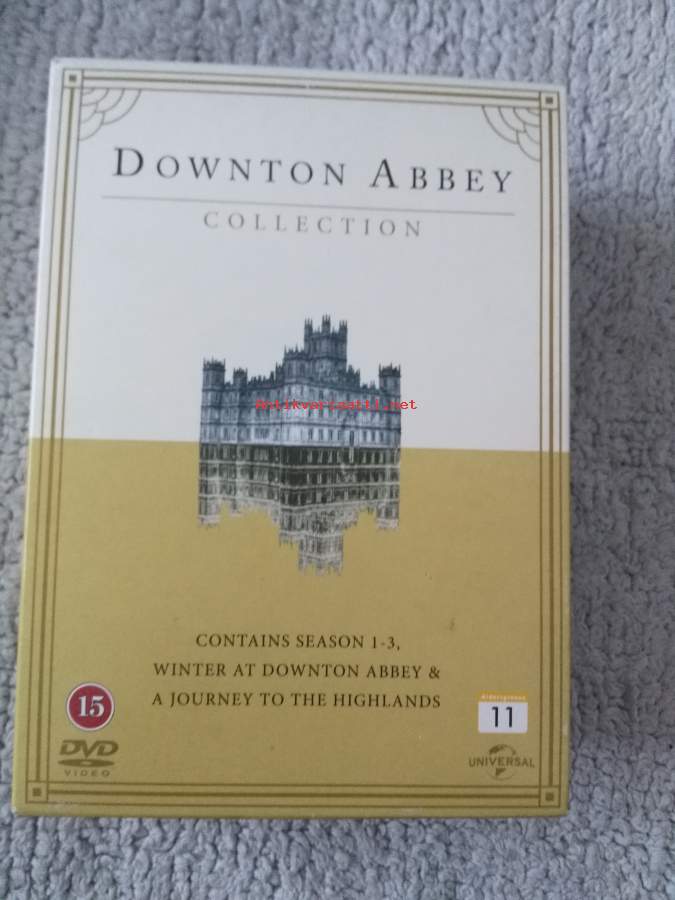 DOWNTON ABBEY
COLLECTION
Antikvariaatti.net
CONTAINS SEASON 1-3,
WINTER AT DOWNTON ABBEY &
A JOURNEY TO THE HIGHLANDS
15
11
DVD
VIDEO
UNIVERSAL